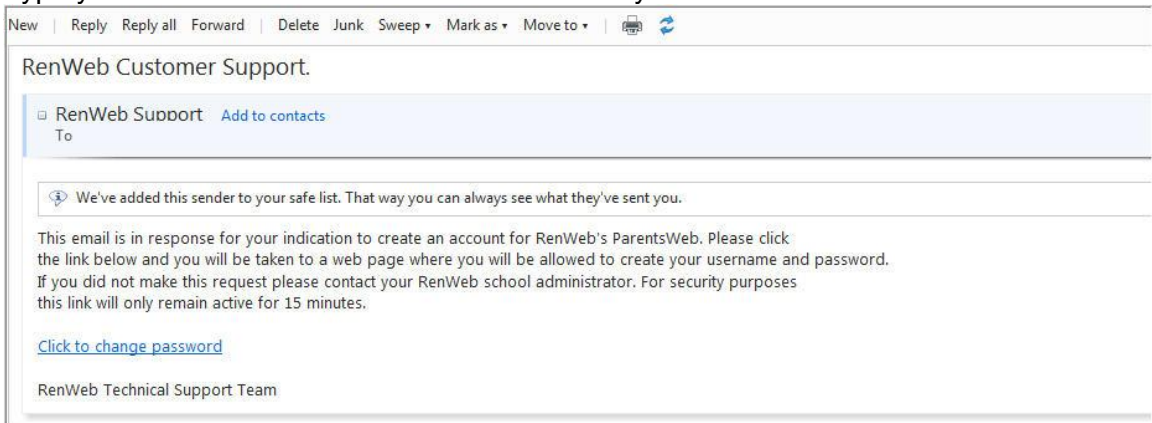 New | Reply Reply all Forward | Delete Junk Sweep Mark as Move to |
RenWeb Customer Support.
RenWeb Support Add to contacts
To
We've added this sender to your safe list. That way you can always see what they've sent you.
This email is in response for your indication to create an account for RenWeb's ParentsWeb. Please click
the link below and you will be taken to a web page where you will be allowed to create your username and password.
If you did not make this request please contact your RenWeb school administrator. For security purposes
this link will only remain active for 15 minutes.
Click to change password
RenWeb Technical Support Team